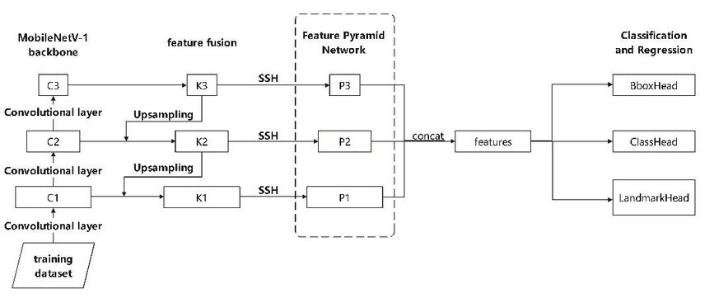 MobileNetV-1
backbone
feature fusion
Feature Pyramid
Network
Classification
and Regression
C3
K3
SSH
P3
BboxHead
Convolutional layer
Upsampling
C2
K2
SSH
P2
concat
features
ClassHead
Convolutional layer
Upsampling
C1
K1
SSH
P1
LandmarkHead
Convolutional layer
training
dataset